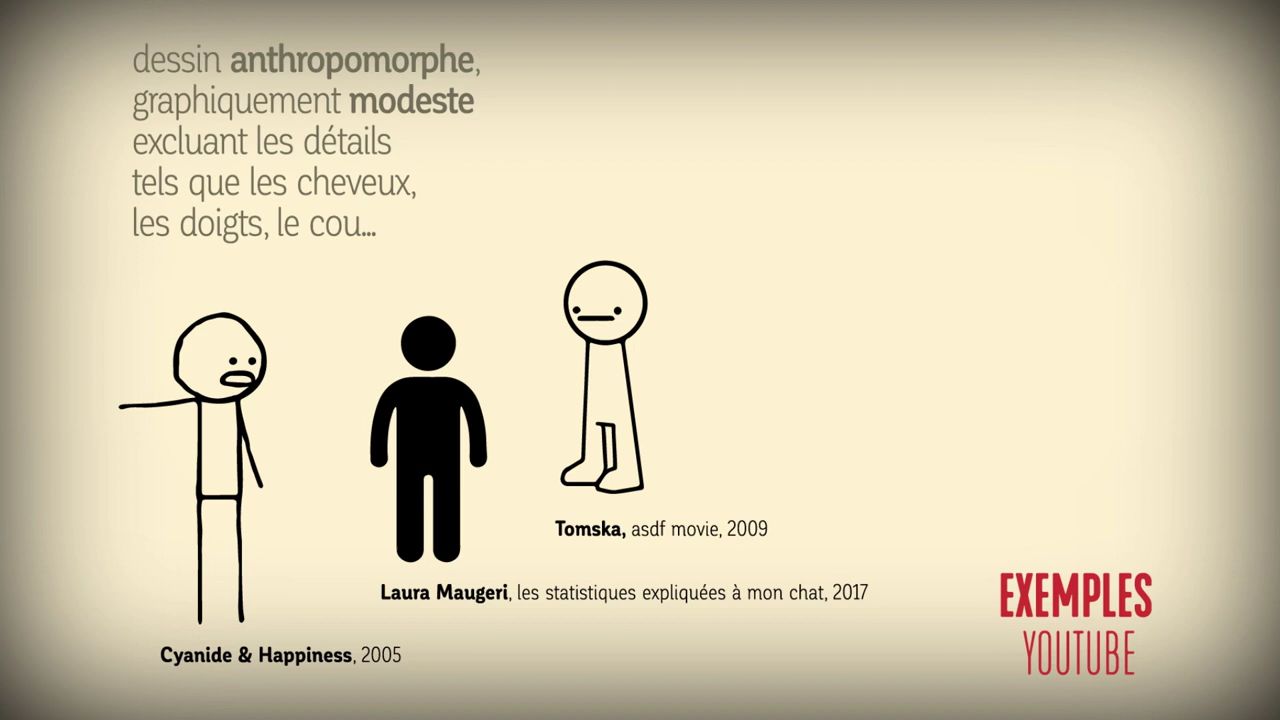 dessin anthropomorphe,
graphiquement modeste
excluant les détails
tels que les cheveux,
les doigts, le cou...
Tomska, asdf movie, 2009
Laura Maugeri, les statistiques expliquées à mon chat, 2017
Cyanide & Happiness, 2005
EXEMPLES
YOUTUBE